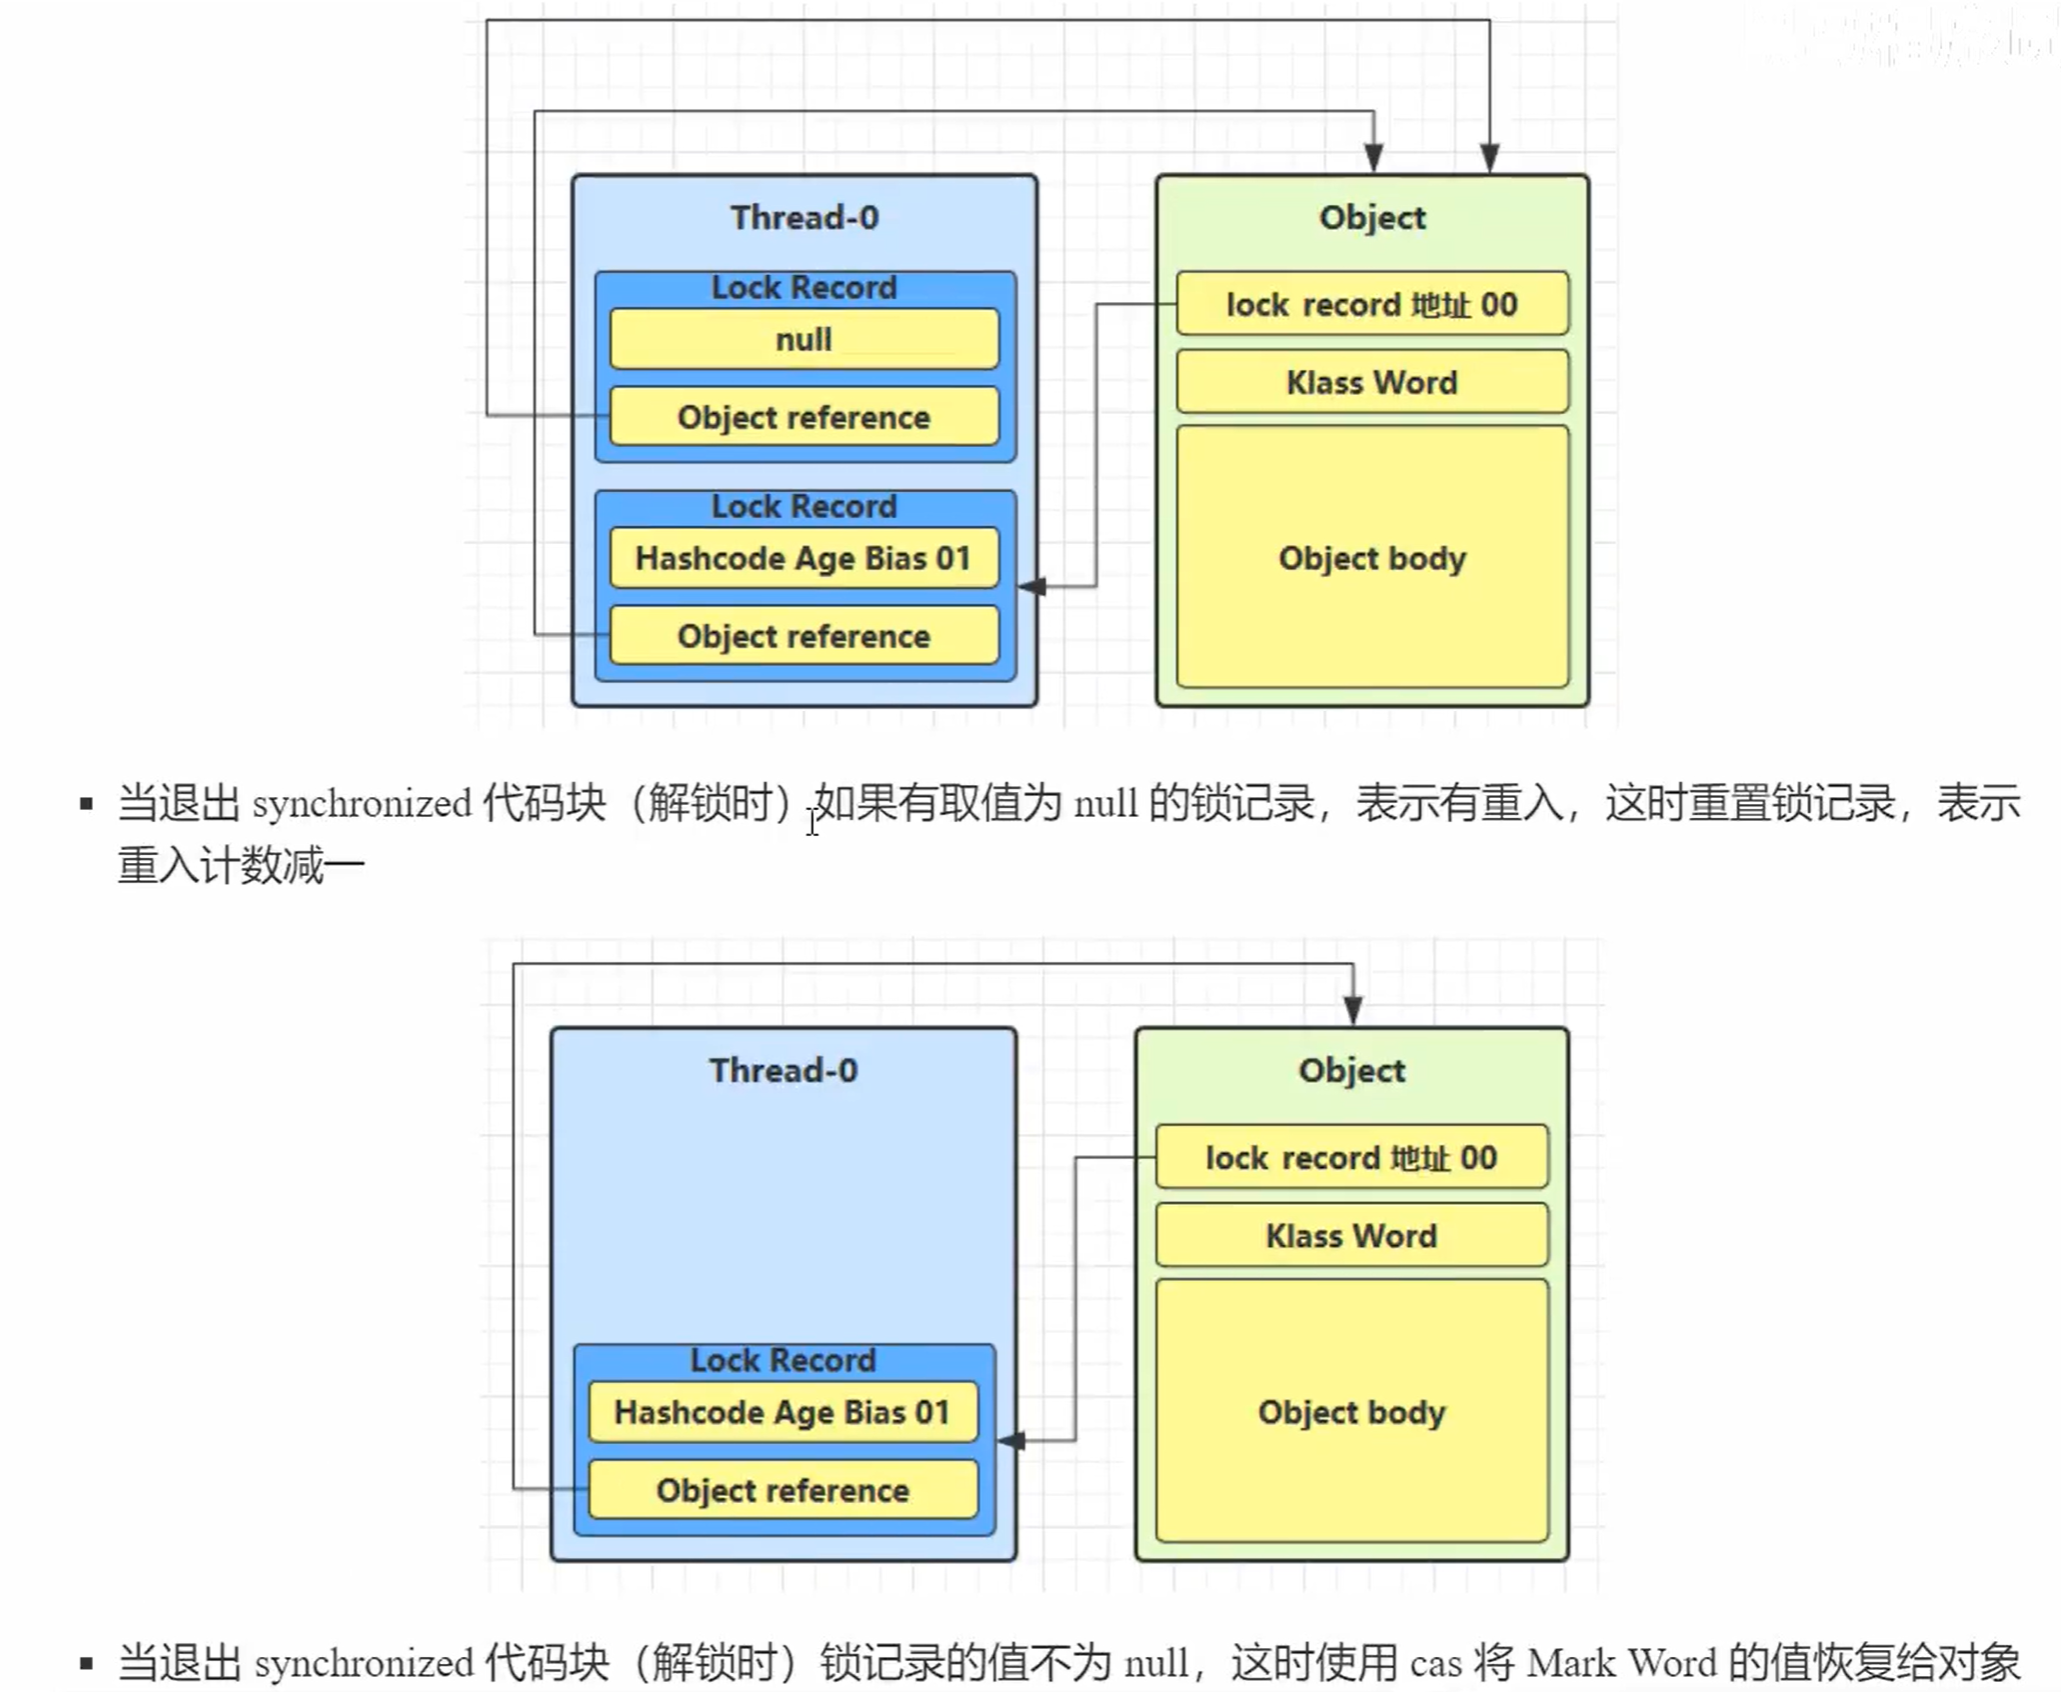 Thread-0
Object
Lock Record
lock record 地址 00
null
Klass Word
Object reference
Lock Record
Hashcode Age Bias 01
Object body
Object reference
▪ 当退出 synchronized 代码块（解锁时）如果有取值为 null 的锁记录，表示有重入，这时重置锁记录，表示
重入计数减一
Thread-0
Object
lock record 地址 00
Klass Word
Lock Record
Hashcode Age Bias 01
Object body
Object reference
▪ 当退出 synchronized 代码块（解锁时）锁记录的值不为 null，这时使用 cas 将 Mark Word 的值恢复给对象